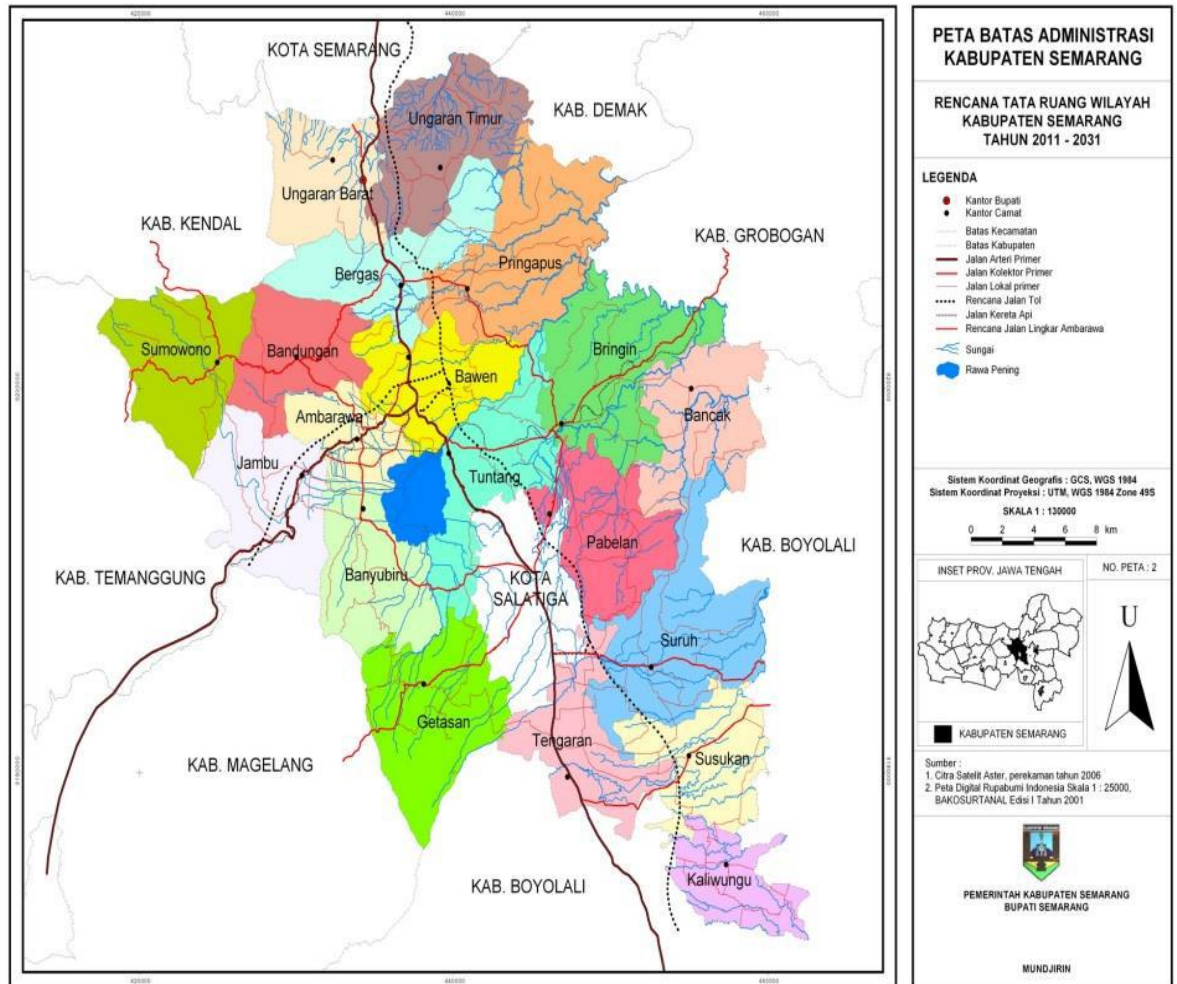 420000
440000
460000
KOTA SEMARANG
KAB. DEMAK
Ungaran Timur
Ungaran Barat
KAB. KENDAL
KAB. GROBOGAN
Pringapus
Bergas
Sumowono
Bandungan
Bringin
Bawen
Bancak
Ambarawa
Jambu
Tuntang
Pabelan
KAB. BOYOLALI
KAB. TEMANGGUNG
Banyubiru
KOTA
SALATIGA
Suruh
Getasan
Tengaran
Susukan
KAB. MAGELANG
Kaliwungu
KAB. BOYOLALI
420000
440000
460000
PETA BATAS ADMINISTRASI
KABUPATEN SEMARANG
RENCANA TATA RUANG WILAYAH
KABUPATEN SEMARANG
TAHUN 2011 - 2031
LEGENDA
Kantor Bupati
Kantor Camat
Batas Kecamatan
Batas Kabupaten
Jalan Arteri Primer
Jalan Kolektor Primer
Jalan Lokal primer
Rencana Jalan Tol
Jalan Kereta Api
Rencana Jalan Lingkar Ambarawa
Sungai
Rawa Pening
Sistem Koordinat Geografis : GCS, WGS 1984
Sistem Koordinat Proyeksi : UTM, WGS 1984 Zone 49S
SKALA 1 : 130000
0 2 4 6 8 km
INSET PROV. JAWA TENGAH
NO. PETA : 2
U
KABUPATEN SEMARANG
Sumber :
1. Citra Satelit Aster, perekaman tahun 2006
2. Peta Digital Rupabumi Indonesia Skala 1 : 25000,
BAKOSURTANAL Edisi I Tahun 2001
PEMERINTAH KABUPATEN SEMARANG
BUPATI SEMARANG
MUNDJIRIN